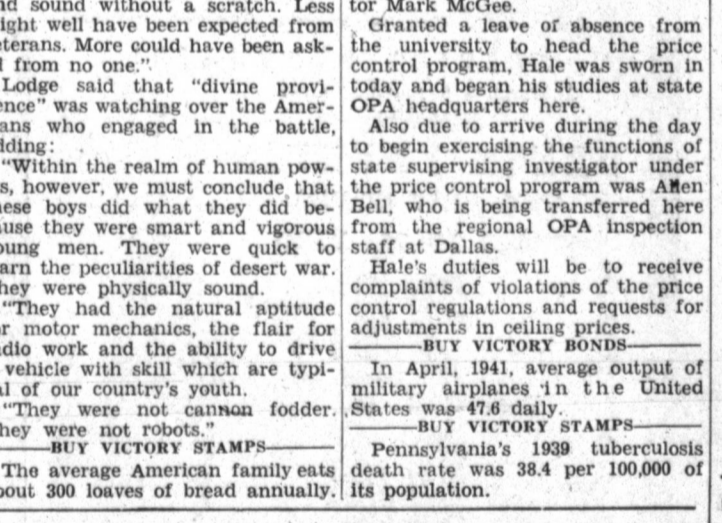 nd sound without a scratch. Less
ight well have been expected from
eterans. More could have been ask-
d from no one."
Lodge said that "divine provi-
ence" was watching over the Amer-
ans who engaged in the battle,
dding:
"Within the realm of human pow-
s, however, we must conclude that
ese boys did what they did be-
use they were smart and vigorous
oung men. They were quick to
arn the peculiarities of desert war.
hey were physically sound.
"They had the natural aptitude
r motor mechanics, the flair for
dio work and the ability to drive
vehicle with skill which are typi-
al of our country's youth.
"They were not cannon fodder.
hey were not robots."
BUY VICTORY STAMPS
The average American family eats
bout 300 loaves of bread annually.
tor Mark McGee.
Granted a leave of absence from
the university to head the price
control program, Hale was sworn in
today and began his studies at state
OPA headquarters here.
Also due to arrive during the day
to begin exercising the functions of
state supervising investigator under
the price control program was Allen
Bell, who is being transferred here
from the regional OPA inspection
staff at Dallas.
Hale's duties will be to receive
complaints of violations of the price
control regulations and requests for
adjustments in ceiling prices.
BUY VICTORY BONDS
In April, 1941, average output of
military airplanes in the United
States was 47.6 daily.
BUY VICTORY STAMPS
Pennsylvania's 1939 tuberculosis
death rate was 38.4 per 100,000 of
its population.